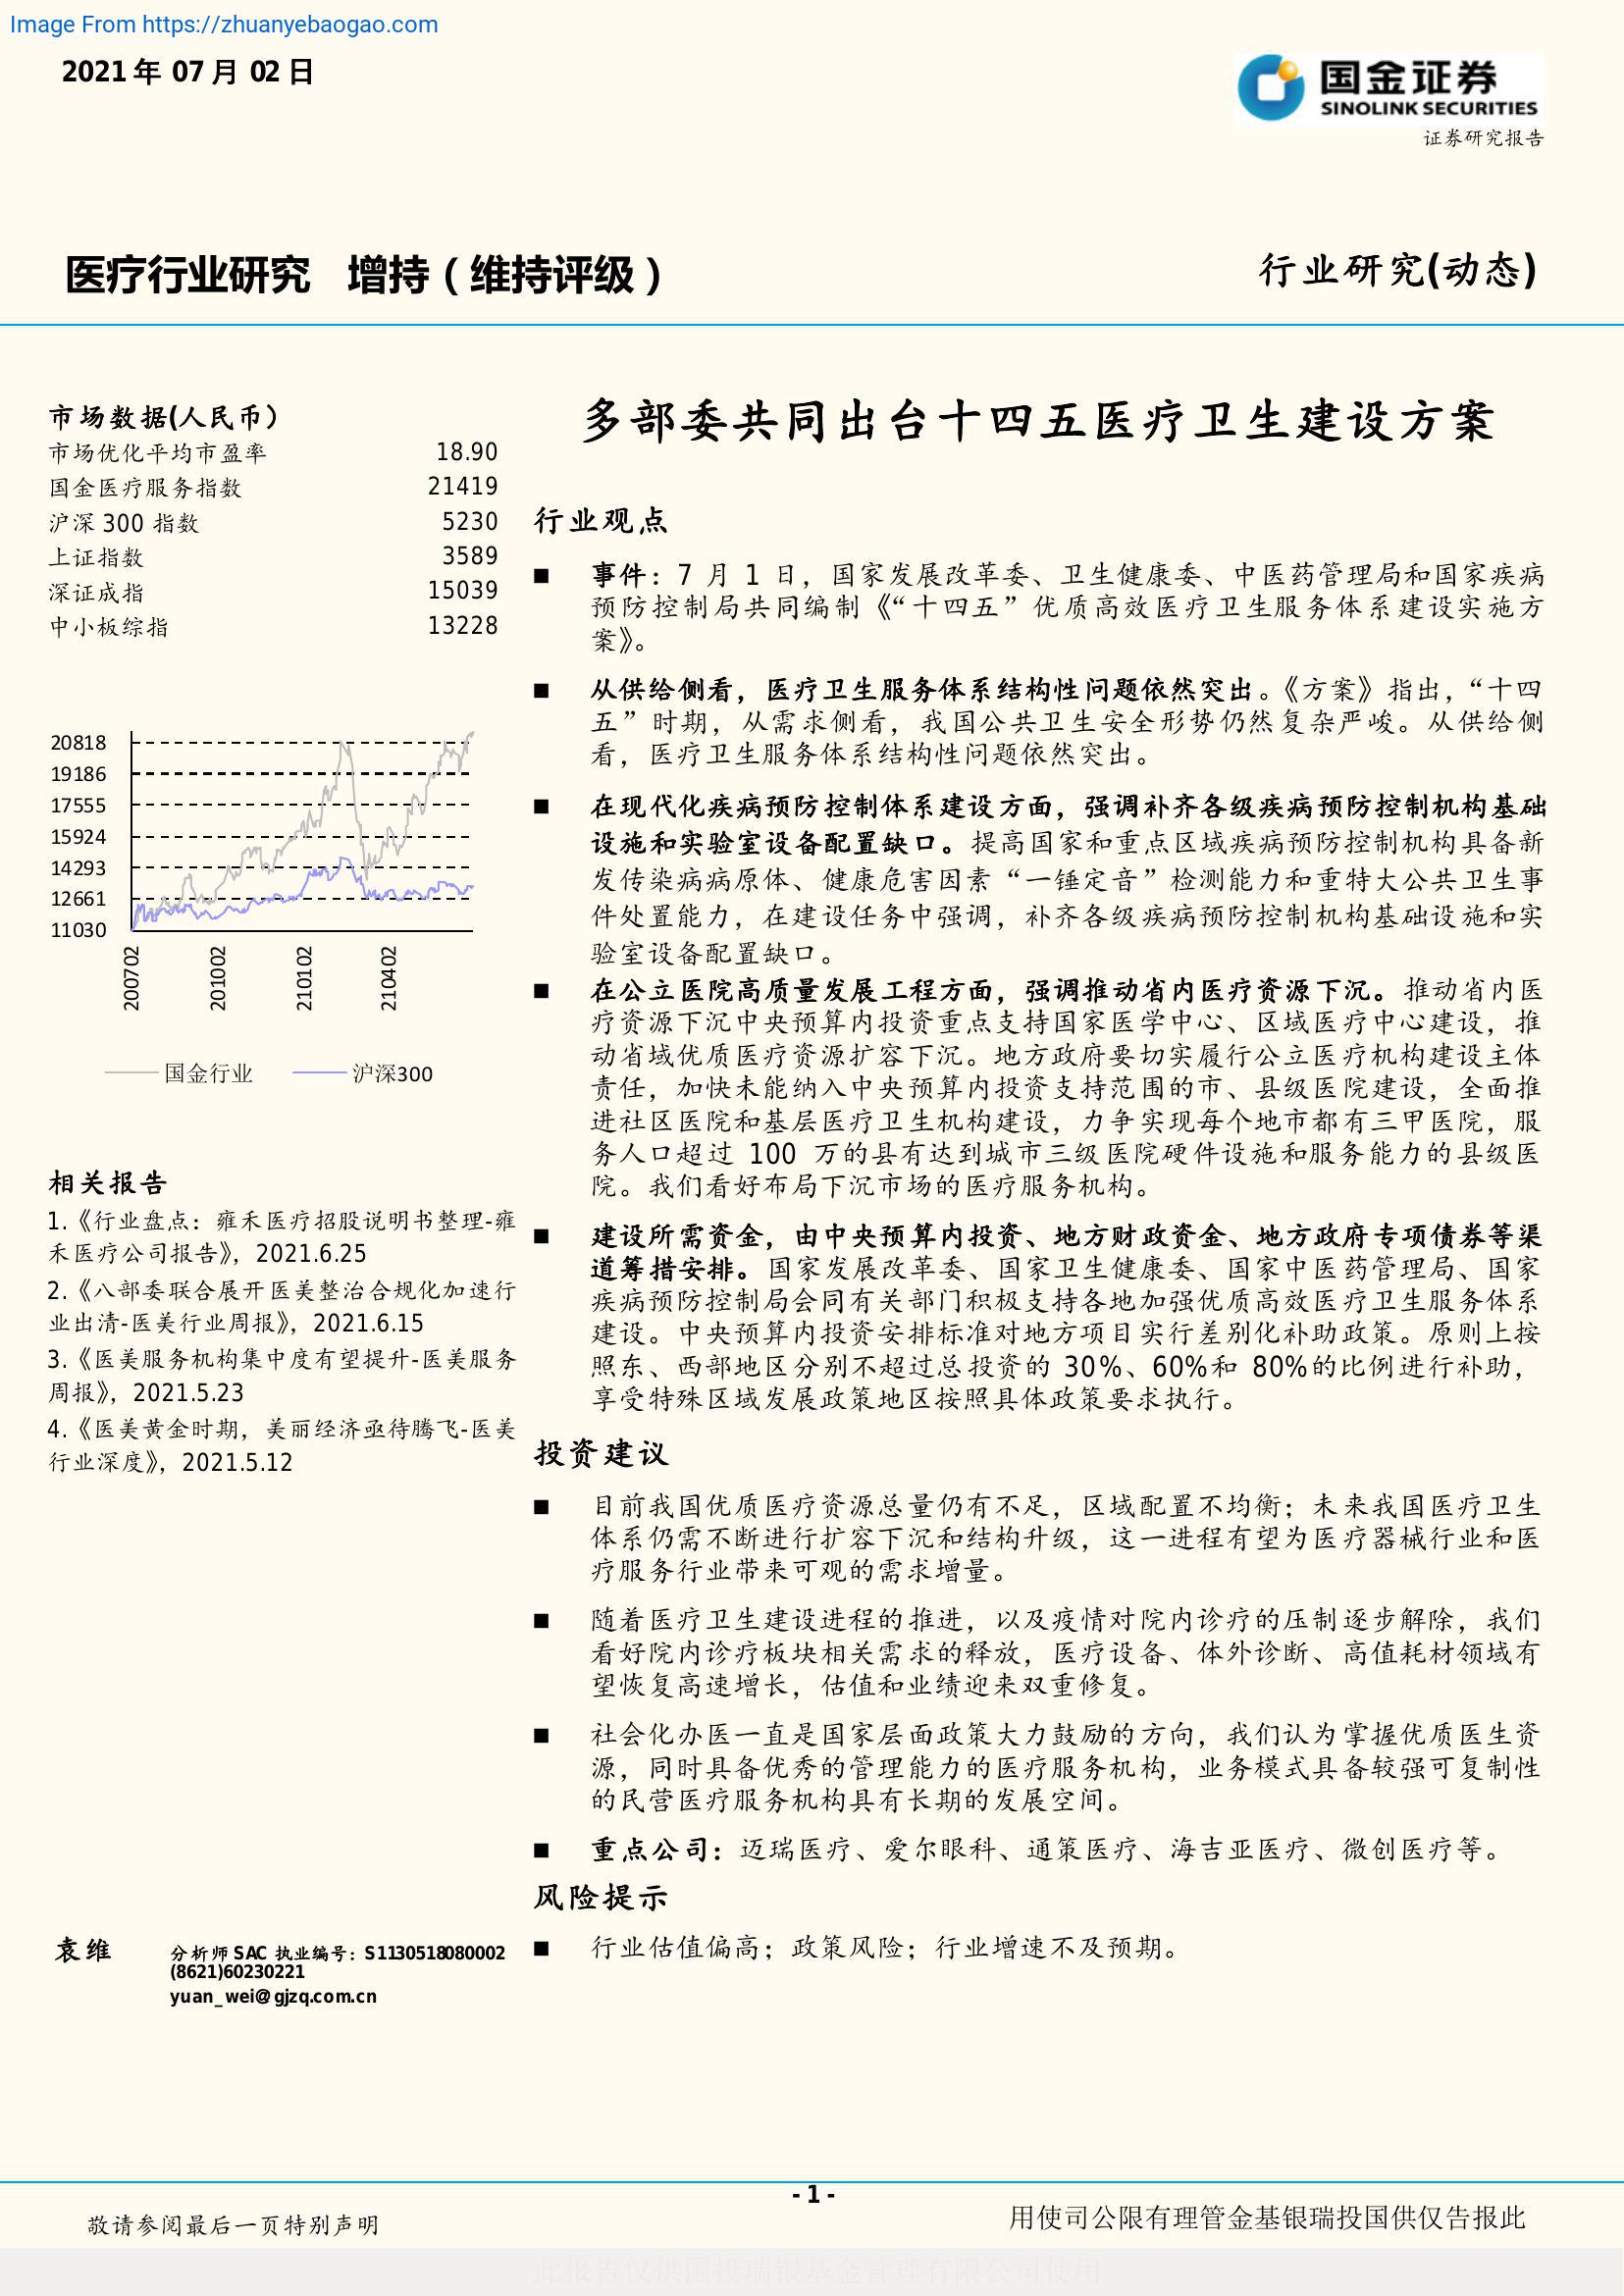 Image From https://zhuanyebaogao.com
2021 年 07 月 02 日
国金证券
SINOLINK SECURITIES
证券研究报告
医疗行业研究 增持（维持评级）
行业研究(动态)
市场数据(人民币）
市场优化平均市盈率 18.90
国金医疗服务指数 21419
沪深 300 指数 5230
上证指数 3589
深证成指 15039
中小板综指 13228
20818
19186
17555
15924
14293
12661
11030
200702
201002
210102
210402
国金行业 沪深300
相关报告
1.《行业盘点：雍禾医疗招股说明书整理-雍
禾医疗公司报告》，2021.6.25
2.《八部委联合展开医美整治合规化加速行
业出清-医美行业周报》，2021.6.15
3.《医美服务机构集中度有望提升-医美服务
周报》，2021.5.23
4.《医美黄金时期，美丽经济亟待腾飞-医美
行业深度》，2021.5.12
袁维
分析师 SAC 执业编号：S1130518080002
(8621)60230221
yuan_wei@gjzq.com.cn
多部委共同出台十四五医疗卫生建设方案
行业观点
■ 事件：7 月 1 日，国家发展改革委、卫生健康委、中医药管理局和国家疾病
预防控制局共同编制《“十四五”优质高效医疗卫生服务体系建设实施方
案》。
■ 从供给侧看，医疗卫生服务体系结构性问题依然突出。《方案》指出，“十四
五”时期，从需求侧看，我国公共卫生安全形势仍然复杂严峻。从供给侧
看，医疗卫生服务体系结构性问题依然突出。
■ 在现代化疾病预防控制体系建设方面，强调补齐各级疾病预防控制机构基础
设施和实验室设备配置缺口。提高国家和重点区域疾病预防控制机构具备新
发传染病病原体、健康危害因素“一锤定音”检测能力和重特大公共卫生事
件处置能力，在建设任务中强调，补齐各级疾病预防控制机构基础设施和实
验室设备配置缺口。
■ 在公立医院高质量发展工程方面，强调推动省内医疗资源下沉。推动省内医
疗资源下沉中央预算内投资重点支持国家医学中心、区域医疗中心建设，推
动省域优质医疗资源扩容下沉。地方政府要切实履行公立医疗机构建设主体
责任，加快未能纳入中央预算内投资支持范围的市、县级医院建设，全面推
进社区医院和基层医疗卫生机构建设，力争实现每个地市都有三甲医院，服
务人口超过 100 万的县有达到城市三级医院硬件设施和服务能力的县级医
院。我们看好布局下沉市场的医疗服务机构。
■ 建设所需资金，由中央预算内投资、地方财政资金、地方政府专项债券等渠
道筹措安排。国家发展改革委、国家卫生健康委、国家中医药管理局、国家
疾病预防控制局会同有关部门积极支持各地加强优质高效医疗卫生服务体系
建设。中央预算内投资安排标准对地方项目实行差别化补助政策。原则上按
照东、西部地区分别不超过总投资的 30%、60%和 80%的比例进行补助，
享受特殊区域发展政策地区按照具体政策要求执行。
投资建议
■ 目前我国优质医疗资源总量仍有不足，区域配置不均衡；未来我国医疗卫生
体系仍需不断进行扩容下沉和结构升级，这一进程有望为医疗器械行业和医
疗服务行业带来可观的需求增量。
■ 随着医疗卫生建设进程的推进，以及疫情对院内诊疗的压制逐步解除，我们
看好院内诊疗板块相关需求的释放，医疗设备、体外诊断、高值耗材领域有
望恢复高速增长，估值和业绩迎来双重修复。
■ 社会化办医一直是国家层面政策大力鼓励的方向，我们认为掌握优质医生资
源，同时具备优秀的管理能力的医疗服务机构，业务模式具备较强可复制性
的民营医疗服务机构具有长期的发展空间。
■ 重点公司：迈瑞医疗、爱尔眼科、通策医疗、海吉亚医疗、微创医疗等。
风险提示
■ 行业估值偏高；政策风险；行业增速不及预期。
- 1 -
敬请参阅最后一页特别声明
用使司公限有理管金基银瑞投国供仅告报此
此报告仅供国投瑞银基金管理有限公司使用